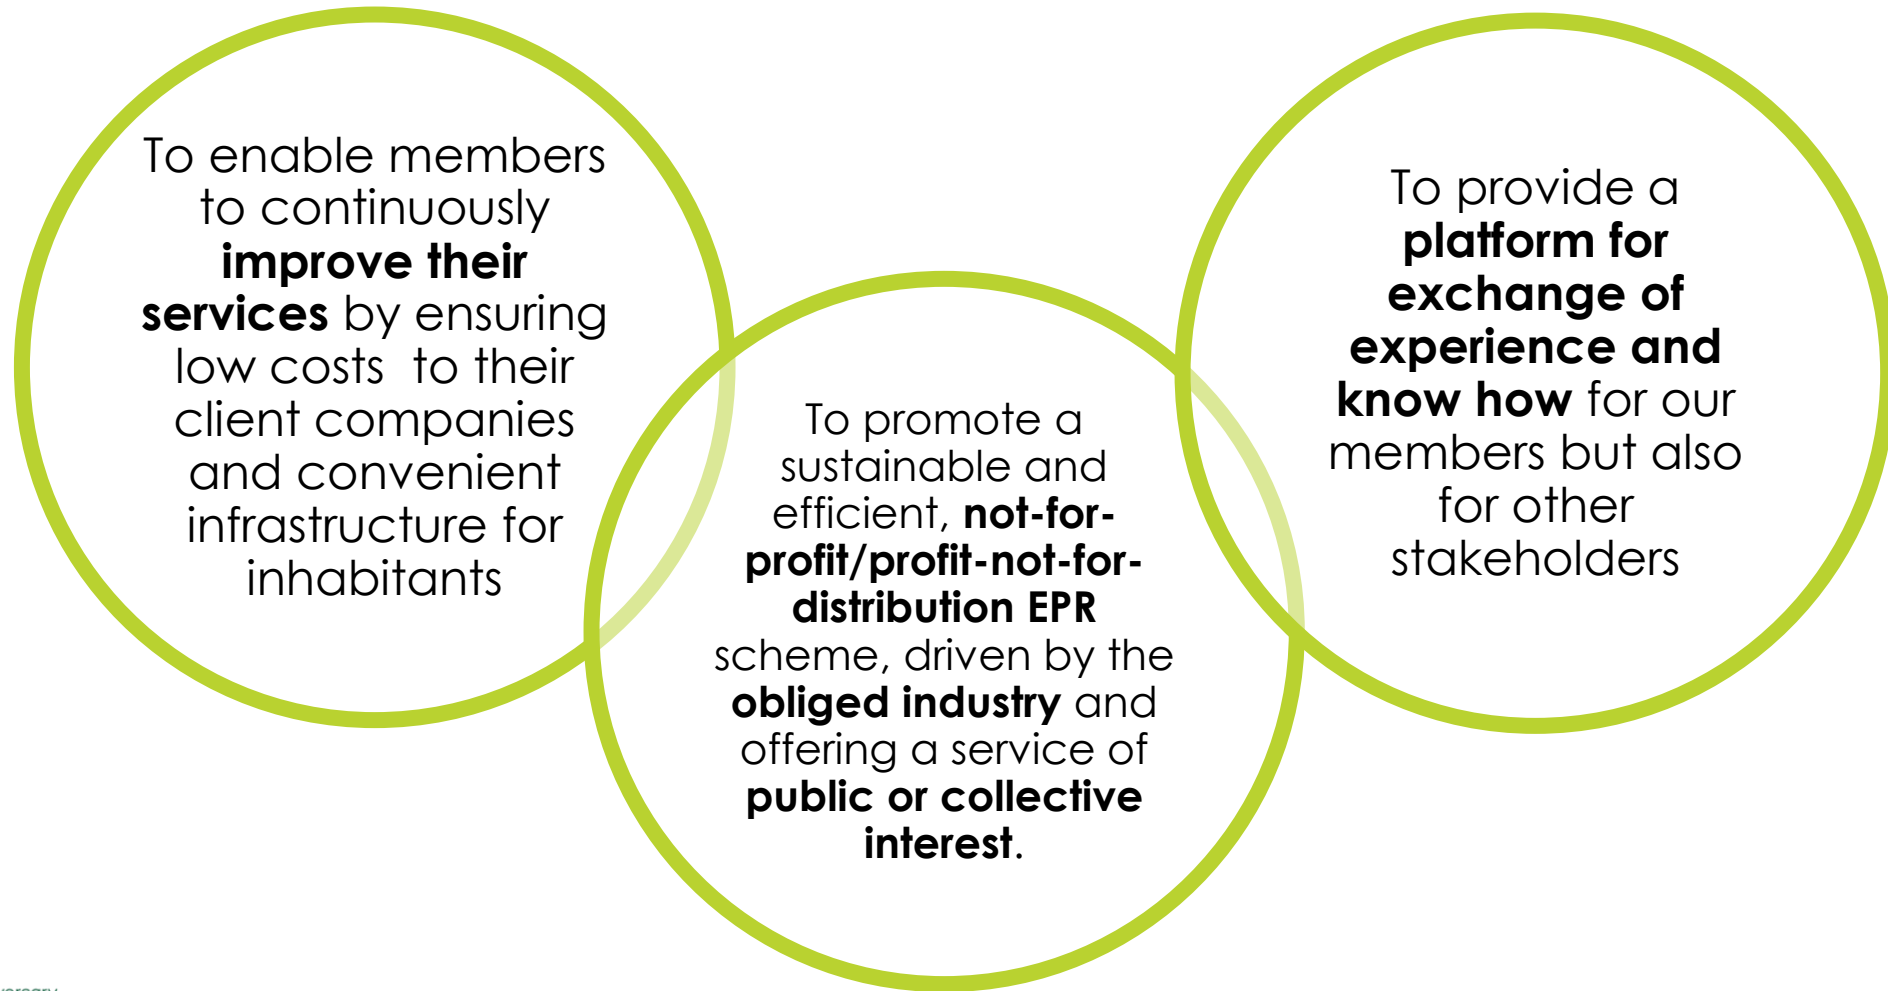 To enable members
to continuously
improve their
services by ensuring
low costs  to their
client companies
and convenient
infrastructure for
inhabitants
To promote a
sustainable and
efficient, not-for-
profit/profit-not-for-
distribution EPR
scheme, driven by the
obliged industry and
offering a service of
public or collective
interest.
To provide a
platform for
exchange of
experience and
know how for our
members but also
for other
stakeholders